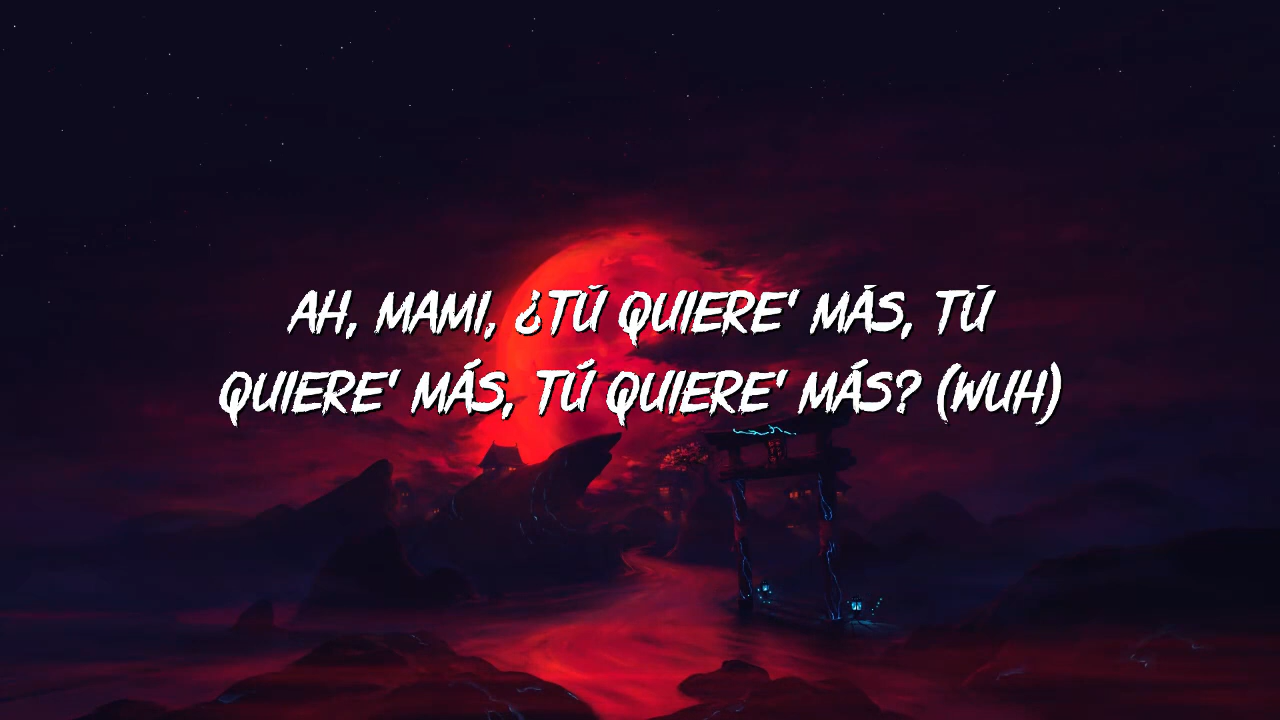 AH, MAMI, ¿TÚ QUIERE' MÁS, TÚ
QUIERE' MÁS, TÚ QUIERE' MÁS? (WUH)